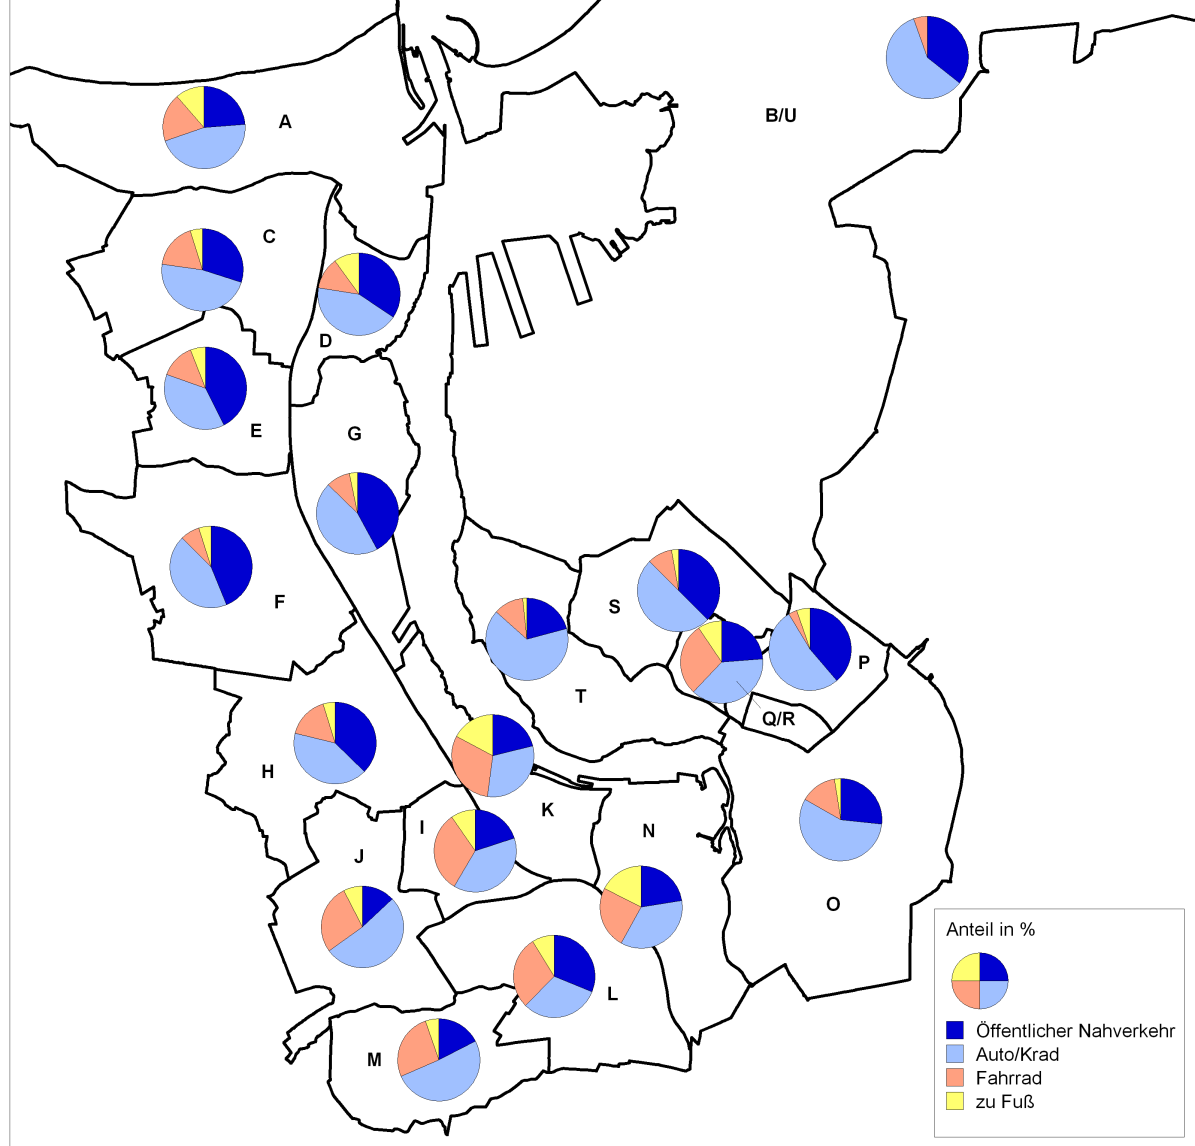 B/U
A
C
D
E
G
F
S
P
T
Q/R
H
K
I
N
J
O
L
M
Anteil in %
Öffentlicher Nahverkehr
Auto/Krad
Fahrrad
zu Fuß